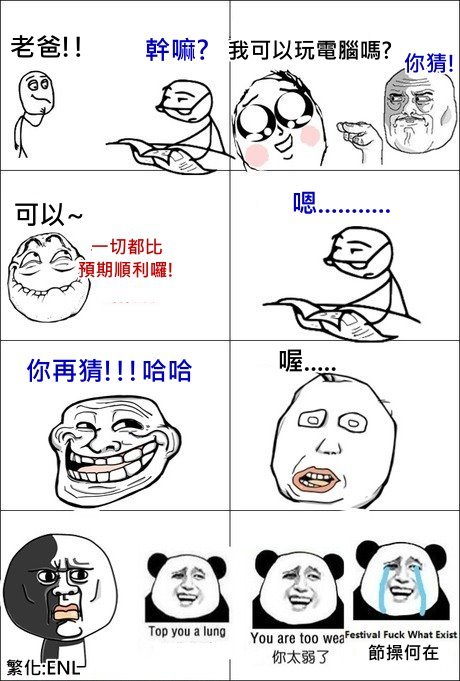 老爸!!
幹嘛?
我可以玩電腦嗎?
你猜!
可以~
一切都比
預期順利囉!
嗯...........
你再猜!!!哈哈
喔.....
Top you a lung
You are too wea
你太弱了
Festival Fuck What Exist
節操何在
繁化:ENL